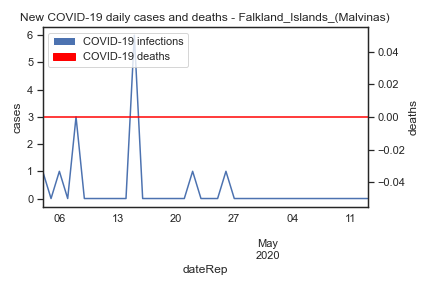 New COVID-19 daily cases and deaths - Falkland_Islands_(Malvinas)
COVID-19 infections
COVID-19 deaths
6
5
4
3
2
1
0
cases
0.04
0.02
0.00
−0.02
−0.04
deaths
06 13 20 27 04 11
May
2020
dateRep